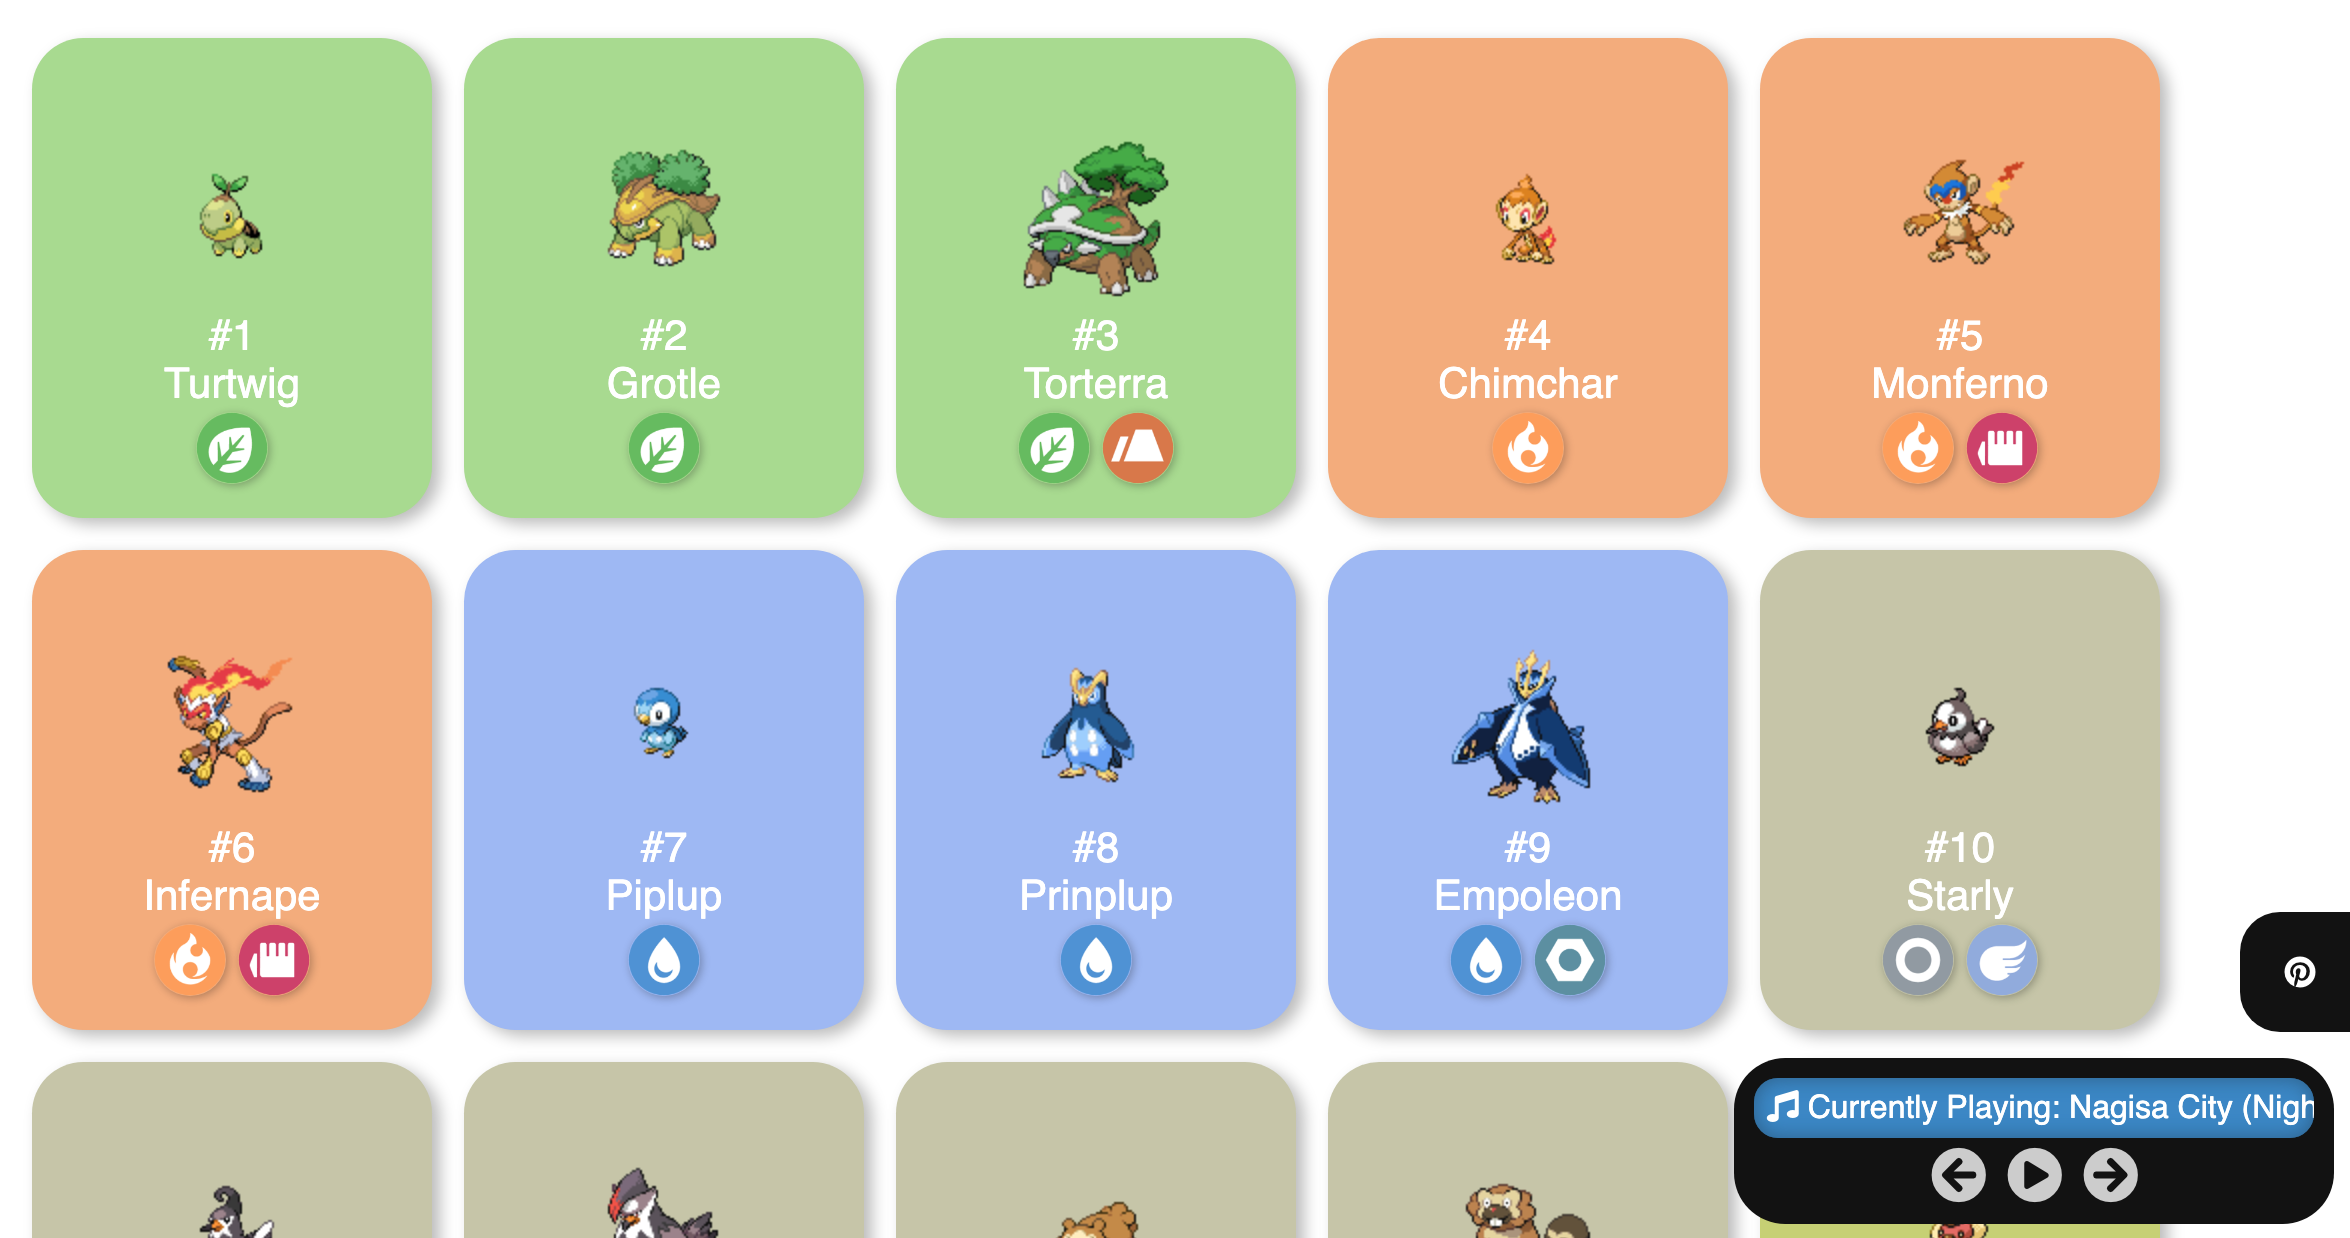 #1
Turtwig
#2
Grotle
#3
Torterra
#4
Chimchar
#5
Monferno
#6
Infernape
#7
Piplup
#8
Prinplup
#9
Empoleon
#10
Starly
Currently Playing: Nagisa City (Nigh